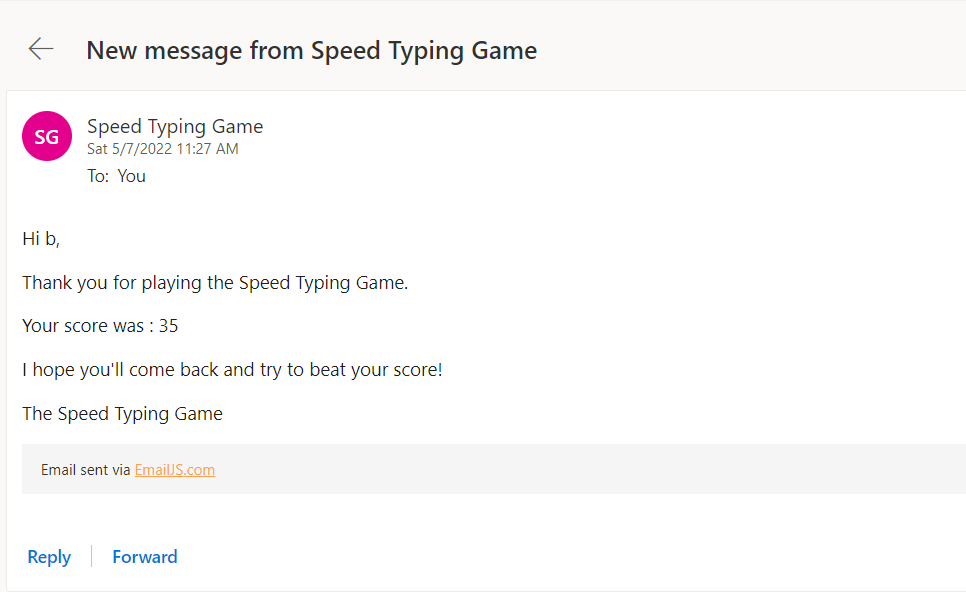 New message from Speed Typing Game
SG
Speed Typing Game
Sat 5/7/2022 11:27 AM
To: You
Hi b,
Thank you for playing the Speed Typing Game.
Your score was : 35
I hope you'll come back and try to beat your score!
The Speed Typing Game
Email sent via EmailJS.com
Reply
Forward